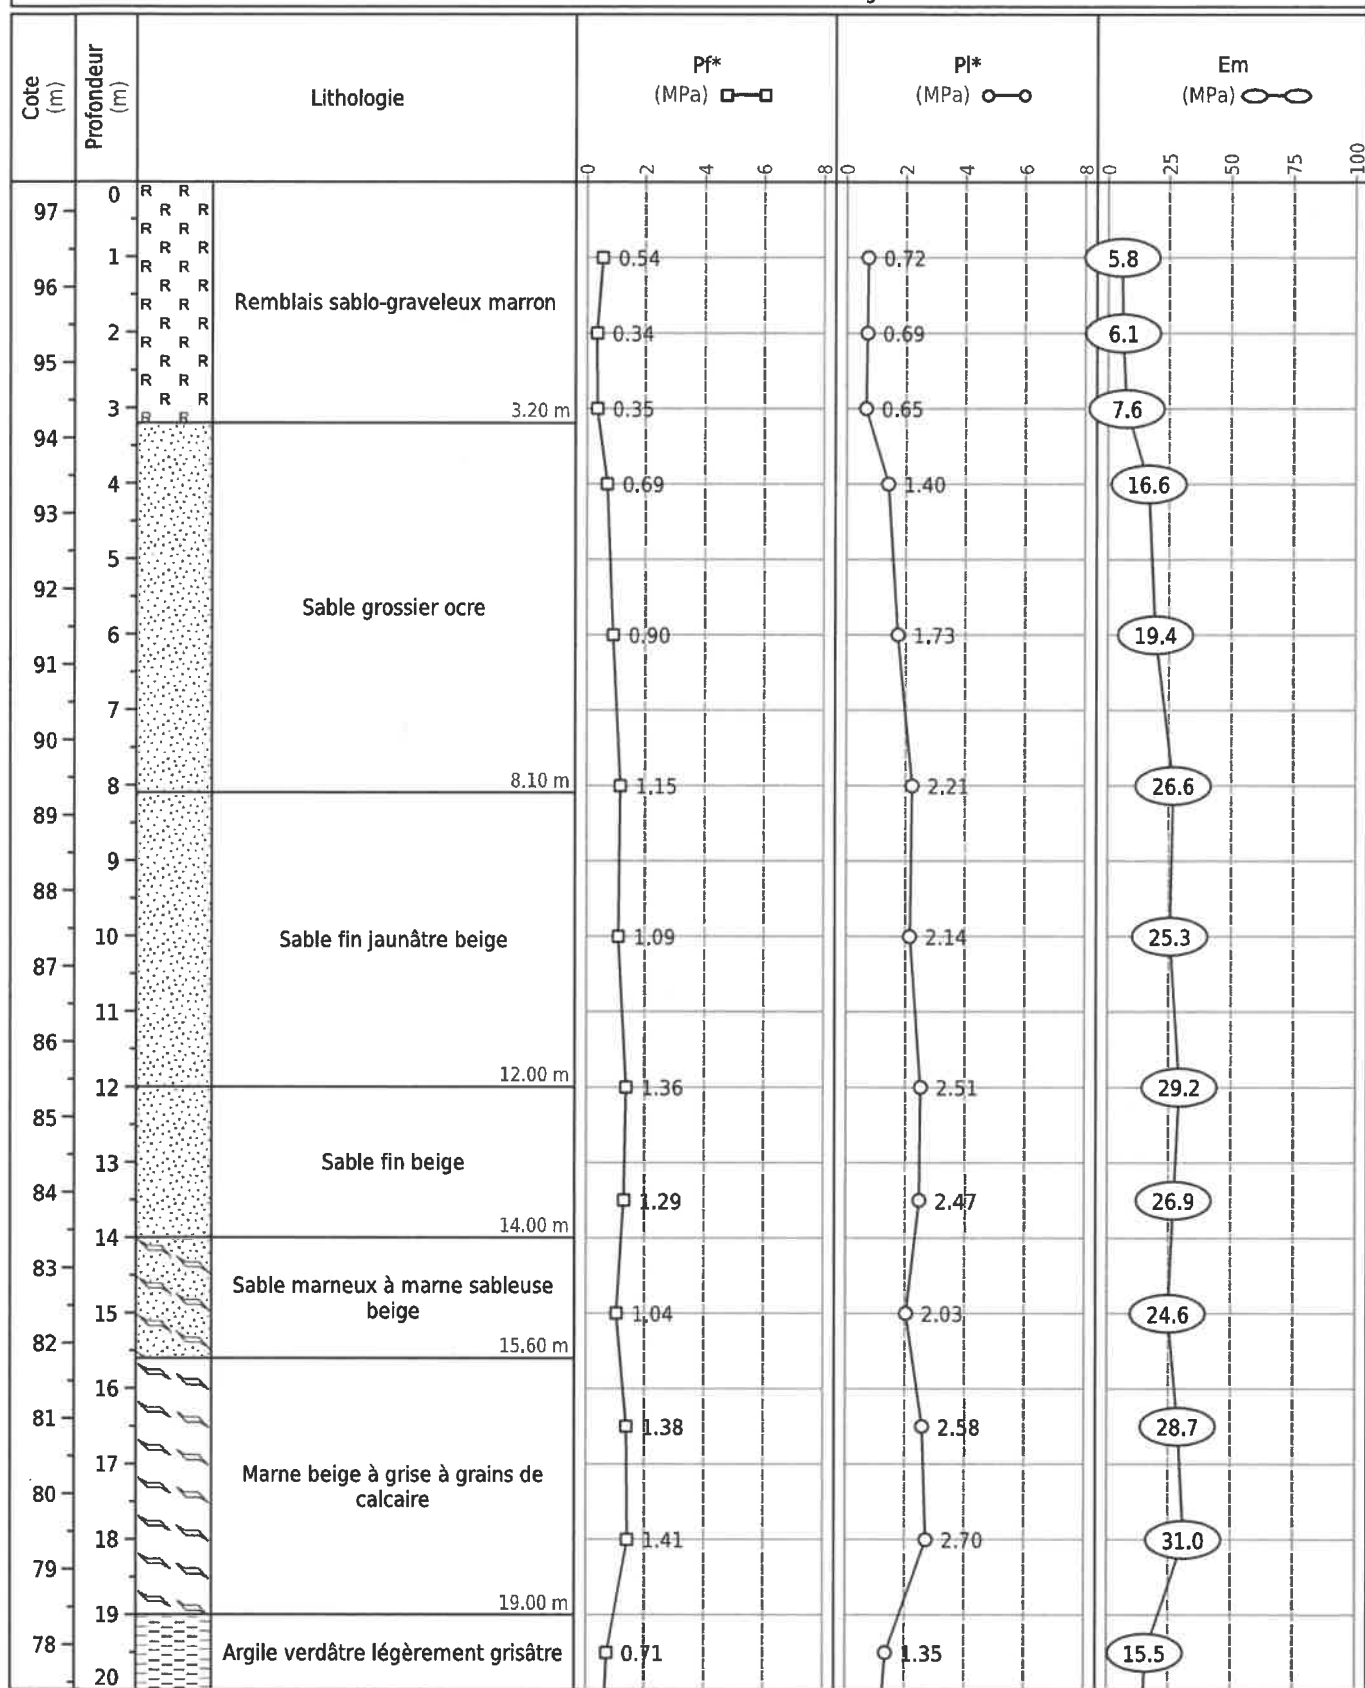 Cote (m)
Profondeur (m)
Lithologie
Pf*
(MPa)
Pl*
(MPa)
Em
(MPa)
0 2 4 6 8
0 2 4 6 8
0 25 50 75 100
0
R R
97
R R
R R
R R
1 0.54 0.72 5.8
R R
96
R R
Remblais sablo-graveleux marron
R R
R R
2 0.34 0.69 6.1
R R
95
R R
R R
R R
3 0.35 0.65 7.6
3.20 m
R R
94
4 0.69 1.40 16.6
93
5
92
Sable grossier ocre
6 0.90 1.73 19.4
91
7
90
8.10 m
8 1.15 2.21 26.6
89
9
88
10 Sable fin jaunâtre beige 1.09 2.14 25.3
87
11
86
12.00 m
12 1.36 2.51 29.2
85
13 Sable fin beige
84 1.29 2.47 26.9
14.00 m
14
83
Sable marneux à marne sableuse
beige
15 1.04 2.03 24.6
82 15.60 m
16
81 1.38 2.58 28.7
17
Marne beige à grise à grains de
80
calcaire
18 1.41 2.70 31.0
79
19.00 m
19
78 Argile verdâtre légèrement grisâtre 0.71 1.35 15.5
20